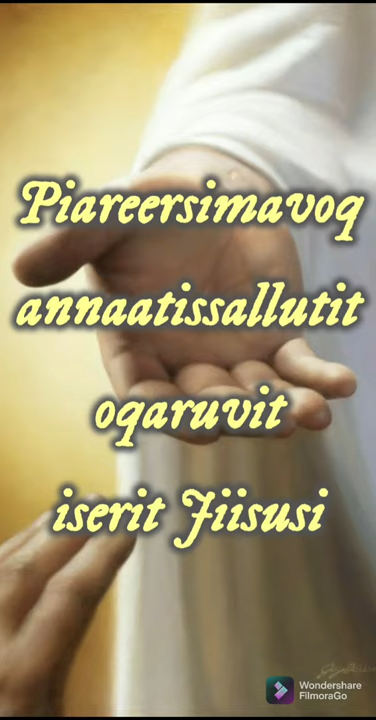 Piareersimavoq
annaatissallutit
oqaruvit
iserit Jiisusi
Wondershare
FilmoraGo